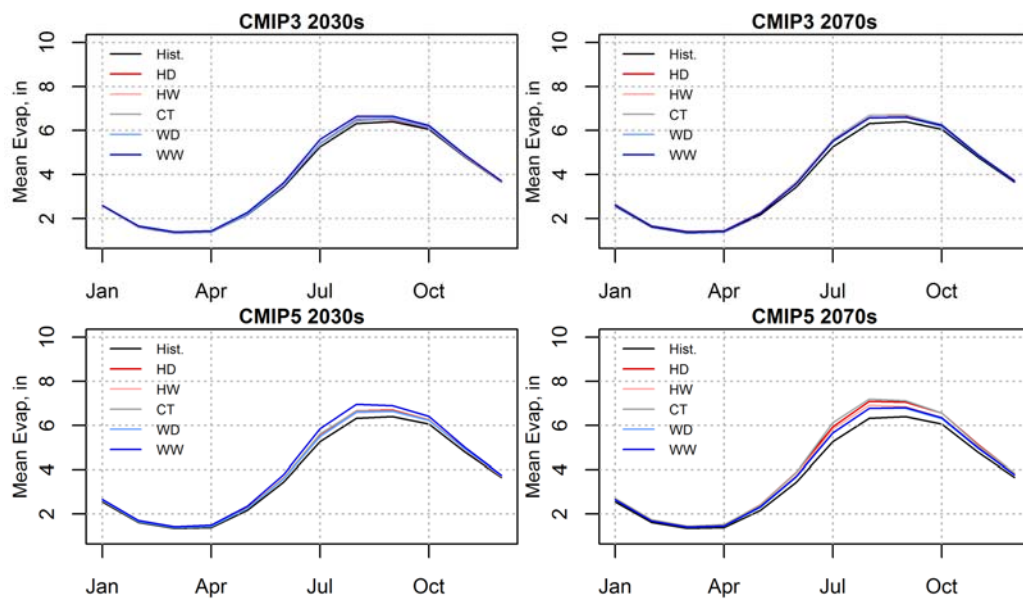 CMIP3 2030s
Mean Evap, in
10
8
6
4
2
Hist.
HD
HW
CT
WD
WW
Jan
Apr
Jul
Oct
CMIP3 2070s
Mean Evap, in
10
8
6
4
2
Hist.
HD
HW
CT
WD
WW
Jan
Apr
Jul
Oct
CMIP5 2030s
Mean Evap, in
10
8
6
4
2
Hist.
HD
HW
CT
WD
WW
Jan
Apr
Jul
Oct
CMIP5 2070s
Mean Evap, in
10
8
6
4
2
Hist.
HD
HW
CT
WD
WW
Jan
Apr
Jul
Oct